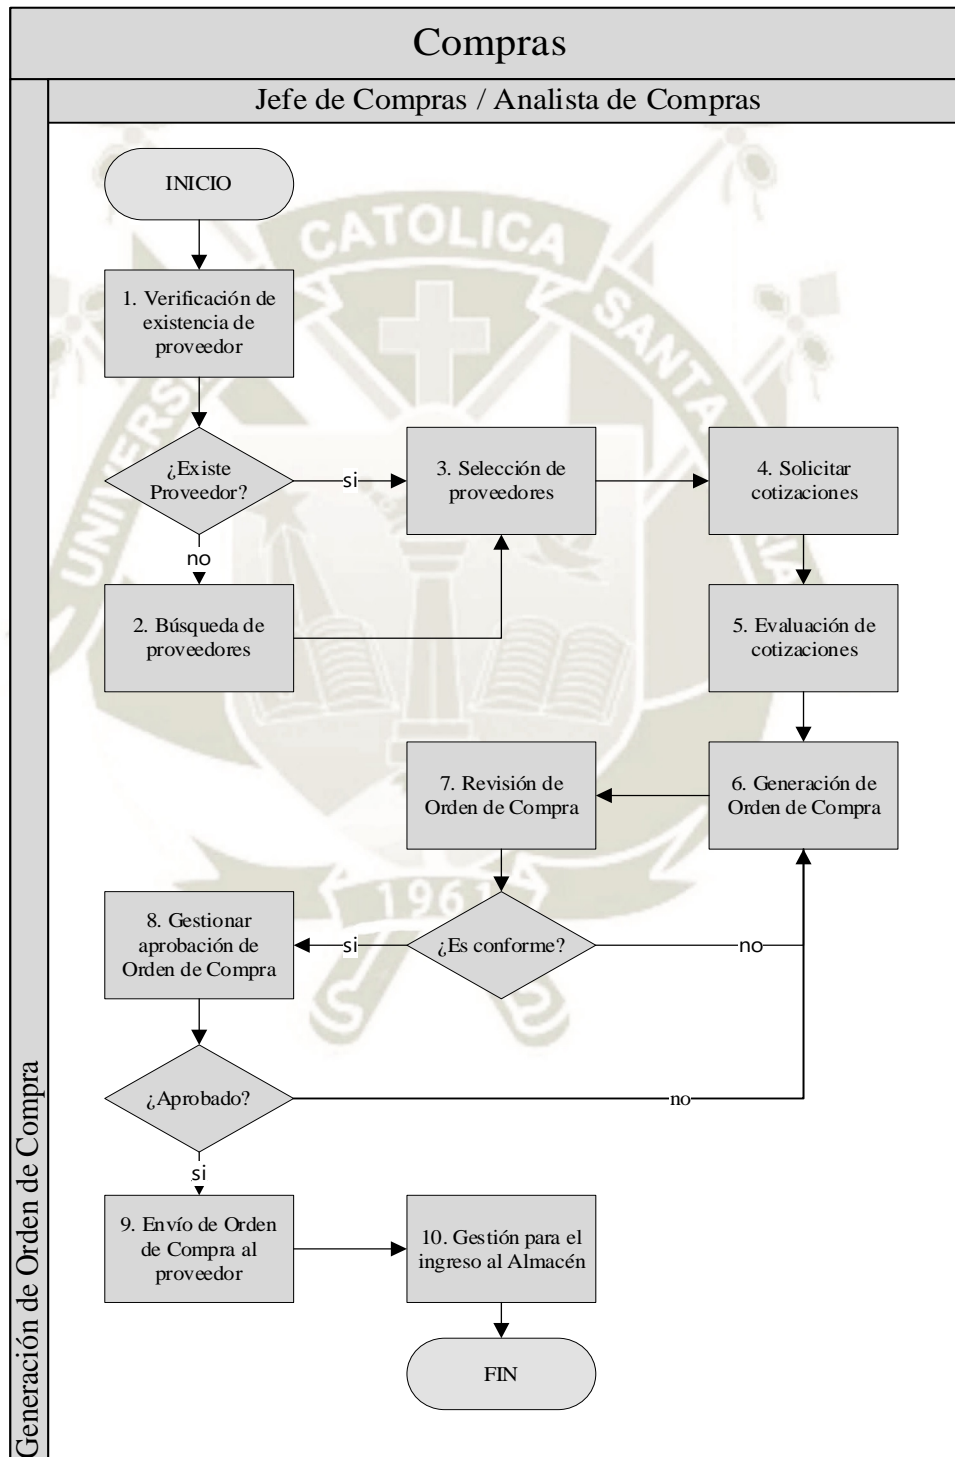 Compras
Jefe de Compras / Analista de Compras
Generación de Orden de Compra
INICIO
1. Verificación de
existencia de
proveedor
¿Existe
Proveedor?
si
no
2. Búsqueda de
proveedores
3. Selección de
proveedores
4. Solicitar
cotizaciones
5. Evaluación de
cotizaciones
6. Generación de
Orden de Compra
7. Revisión de
Orden de Compra
¿Es conforme?
si
no
8. Gestionar
aprobación de
Orden de Compra
¿Aprobado?
no
si
9. Envío de Orden
de Compra al
proveedor
10. Gestión para el
ingreso al Almacén
FIN
CATOLICA
SANTA
1961